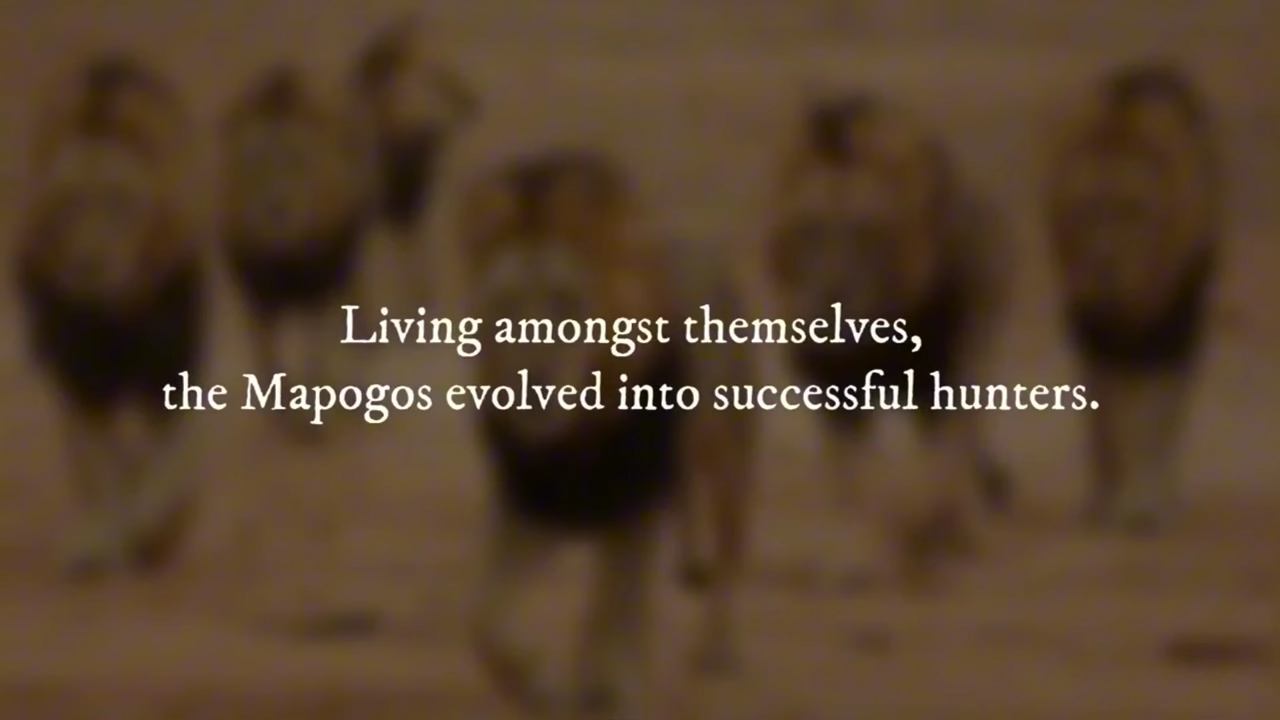 Living amongst themselves,
the Mapogos evolved into successful hunters.